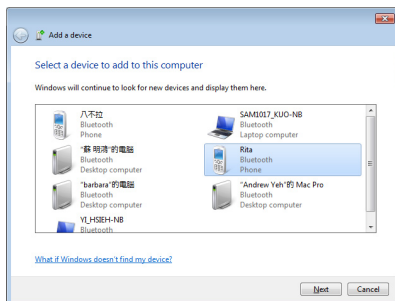 Add a device
Select a device to add to this computer
Windows will continue to look for new devices and display them here.
八不拉
Bluetooth
Phone
SAM1017_KUO-NB
Bluetooth
Laptop computer
"蘇 明鴻"的電腦
Bluetooth
Desktop computer
Rita
Bluetooth
Phone
"barbara"的電腦
Bluetooth
Desktop computer
"Andrew Yeh"的 Mac Pro
Bluetooth
Desktop computer
YI_HSIEH-NB
Bluetooth
What if Windows doesn't find my device?
Next
Cancel